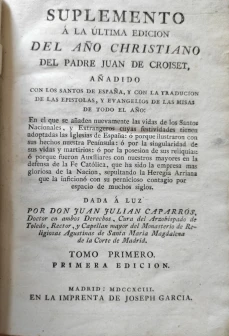 SUPLEMENTO
Á LA ÚLTIMA EDICION
DEL AÑO CHRISTIANO
DEL PADRE JUAN DE CROISET,
AÑADIDO
CON LOS SANTOS DE ESPAÑA, Y CON LA TRADUCION
DE LAS EPISTOLAS, Y EVANGELIOS DE LAS MISAS
DE TODO EL AÑO:
En el que se añaden nuevamente las vidas de los Santos
Nacionales, y Estrangeros cuyas festividades tienen
adoptadas las Iglesias de España: ó porque ilustraron con
sus hechos nuestra Península: ó por la singularidad de
sus vidas y martirios: ó por la posesion de sus reliquias:
ó porque fueron Auxîliares con nuestros mayores en la
defensa de la Fe Católica, que ha sido la empresa mas
gloriosa de la Nacion, sepultando la Heregía Arriana
que la inficionó con su pernicioso contagio por
espacio de muchos siglos.
DADA Á LUZ
POR DON JUAN JULIAN CAPARRÓS,
Doctor en ambos Derechos, Cura del Arzobispado de
Toledo, Rector, y Capellan mayor del Monasterio de Re-
ligiosas Agustinas de Santa María Magdalena
de la Corte de Madrid.
TOMO PRIMERO.
PRIMERA EDICION.
MADRID: MDCCXCIII.
EN LA IMPRENTA DE JOSEPH GARCIA.